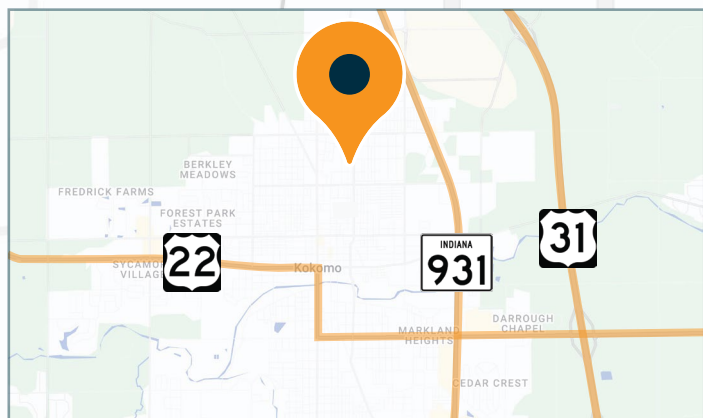 BERKLEY
MEADOWS
FREDRICK FARMS
FOREST PARK
ESTATES
22
SYCAMO
VILLAG
Kokomo
INDIANA
931
31
MARKLAND
HEIGHTS
DARROUGH
CHAPEL
CEDAR CREST